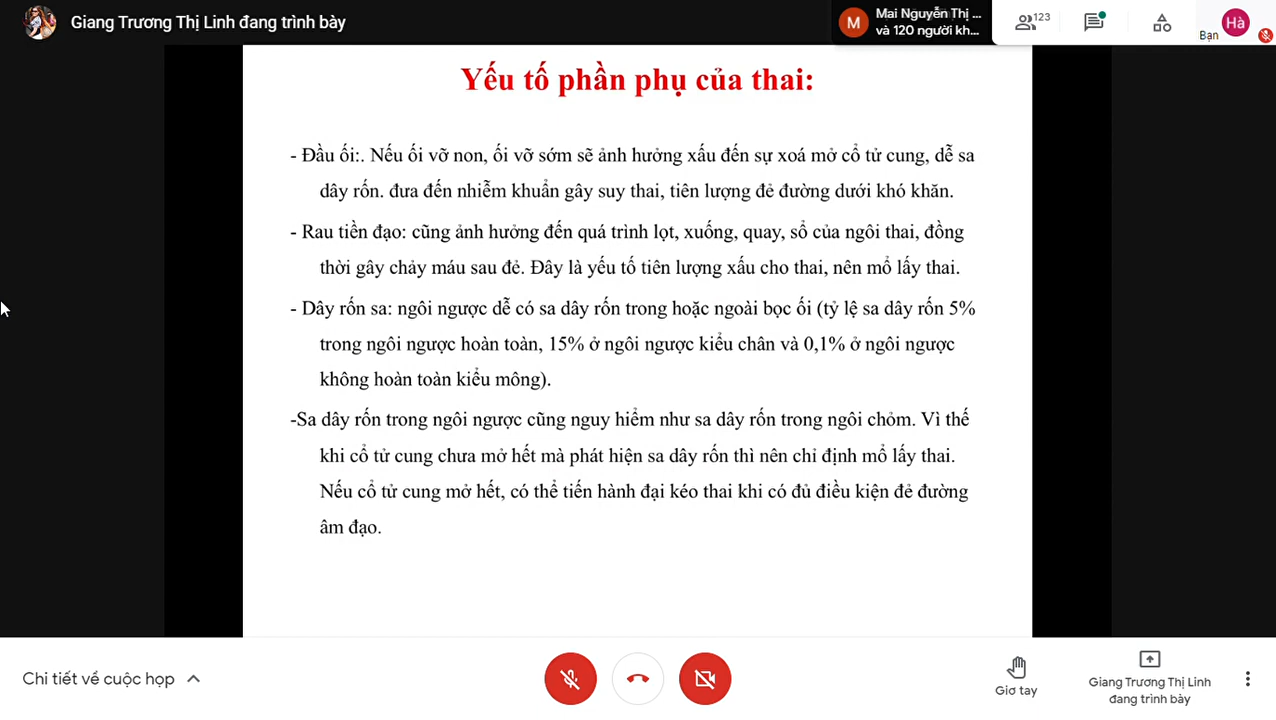 Giang Trương Thị Linh đang trình bày
M
Mai Nguyễn Thị ...
và 120 người kh...
123
Bạn
Hà
Yếu tố phần phụ của thai:
- Đầu ối:. Nếu ối vỡ non, ối vỡ sớm sẽ ảnh hưởng xấu đến sự xoá mở cổ tử cung, dễ sa
dây rốn. đưa đến nhiễm khuẩn gây suy thai, tiên lượng đẻ đường dưới khó khăn.
- Rau tiền đạo: cũng ảnh hưởng đến quá trình lọt, xuống, quay, sổ của ngôi thai, đồng
thời gây chảy máu sau đẻ. Đây là yếu tố tiên lượng xấu cho thai, nên mổ lấy thai.
- Dây rốn sa: ngôi ngược dễ có sa dây rốn trong hoặc ngoài bọc ối (tỷ lệ sa dây rốn 5%
trong ngôi ngược hoàn toàn, 15% ở ngôi ngược kiểu chân và 0,1% ở ngôi ngược
không hoàn toàn kiểu mông).
-Sa dây rốn trong ngôi ngược cũng nguy hiểm như sa dây rốn trong ngôi chỏm. Vì thế
khi cổ tử cung chưa mở hết mà phát hiện sa dây rốn thì nên chỉ định mổ lấy thai.
Nếu cổ tử cung mở hết, có thể tiến hành đại kéo thai khi có đủ điều kiện đẻ đường
âm đạo.
Chi tiết về cuộc họp
Giơ tay
Giang Trương Thị Linh
đang trình bày